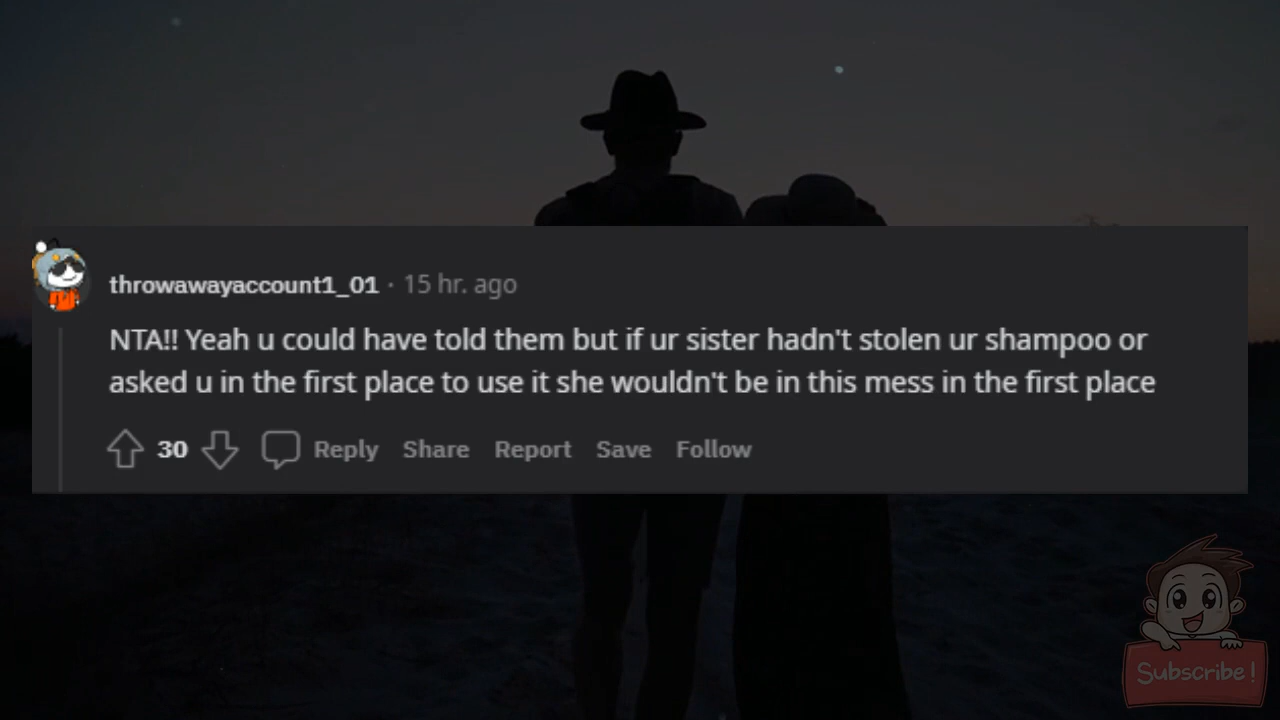 throwawayaccount1_01 · 15 hr. ago
NTA!! Yeah u could have told them but if ur sister hadn't stolen ur shampoo or
asked u in the first place to use it she wouldn't be in this mess in the first place
30 Reply Share Report Save Follow
Subscribe!